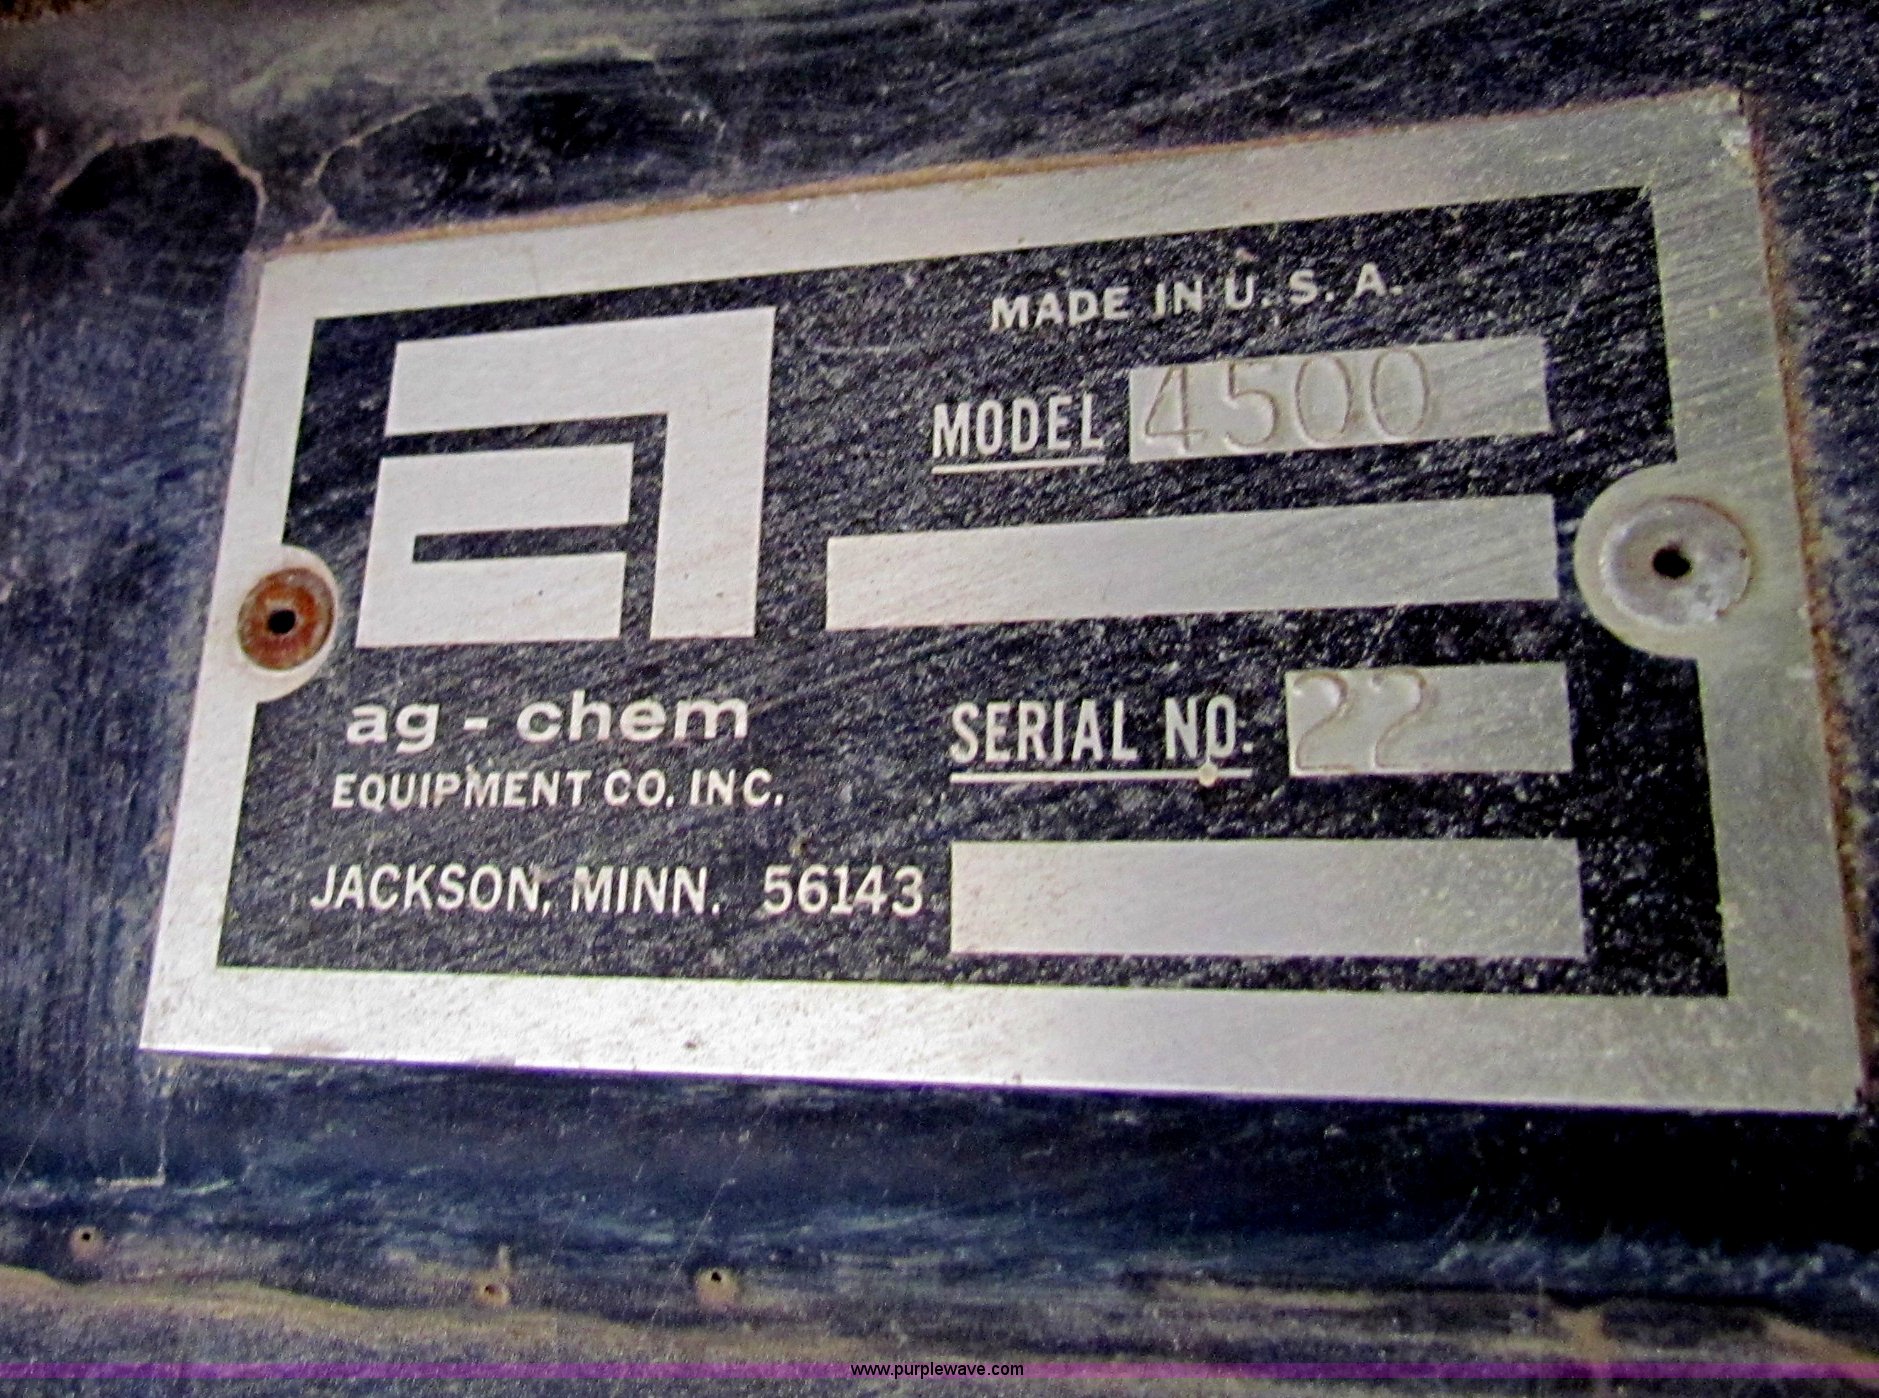 MADE IN U.S.A.
MODEL 4500
ag-chem
EQUIPMENT CO. INC.
SERIAL NO. 22
JACKSON, MINN. 56143
www.purplewave.com